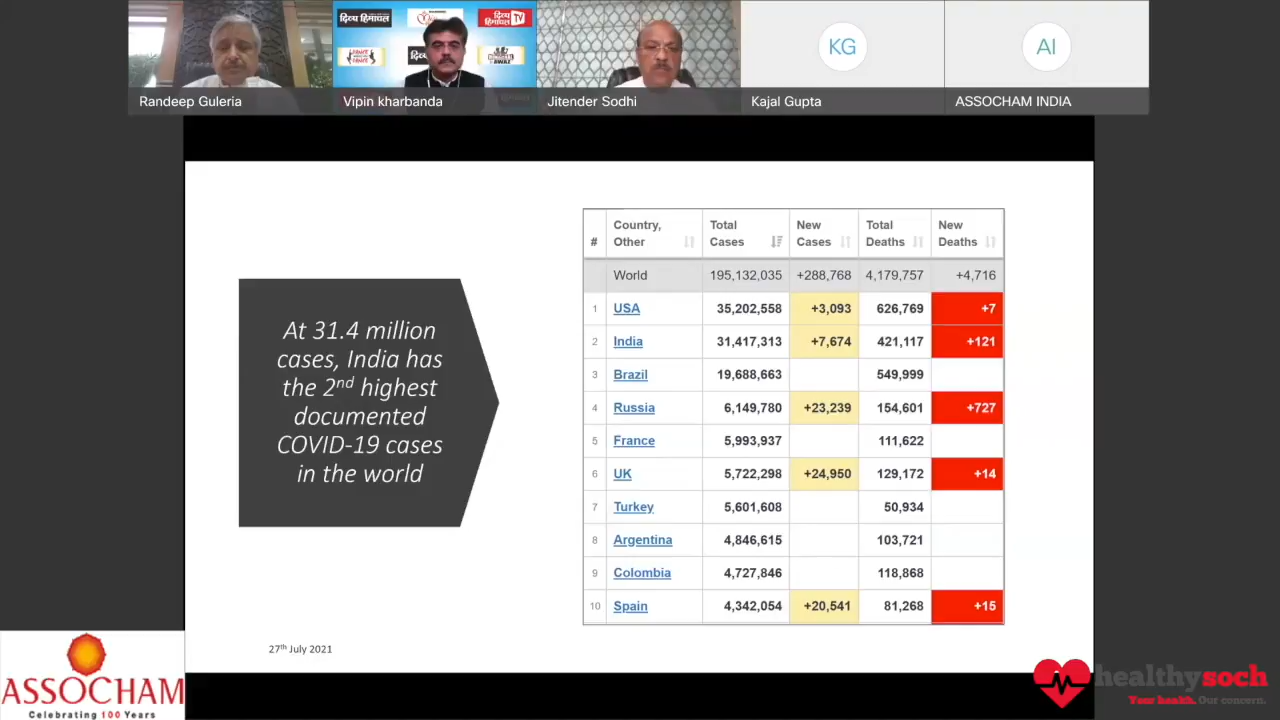 दिव्य हिमाचल
दिव्य हिमाचल TV
Randeep Guleria
Vipin kharbanda
Jitender Sodhi
KG
Kajal Gupta
AI
ASSOCHAM INDIA
At 31.4 million
cases, India has
the 2nd highest
documented
COVID-19 cases
in the world
# Country, Other Total Cases New Cases Total Deaths New Deaths
World 195,132,035 +288,768 4,179,757 +4,716
1 USA 35,202,558 +3,093 626,769 +7
2 India 31,417,313 +7,674 421,117 +121
3 Brazil 19,688,663 549,999
4 Russia 6,149,780 +23,239 154,601 +727
5 France 5,993,937 111,622
6 UK 5,722,298 +24,950 129,172 +14
7 Turkey 5,601,608 50,934
8 Argentina 4,846,615 103,721
9 Colombia 4,727,846 118,868
10 Spain 4,342,054 +20,541 81,268 +15
27th July 2021
ASSOCHAM
Celebrating 100 Years
healthysoch
Your health. Our concern.